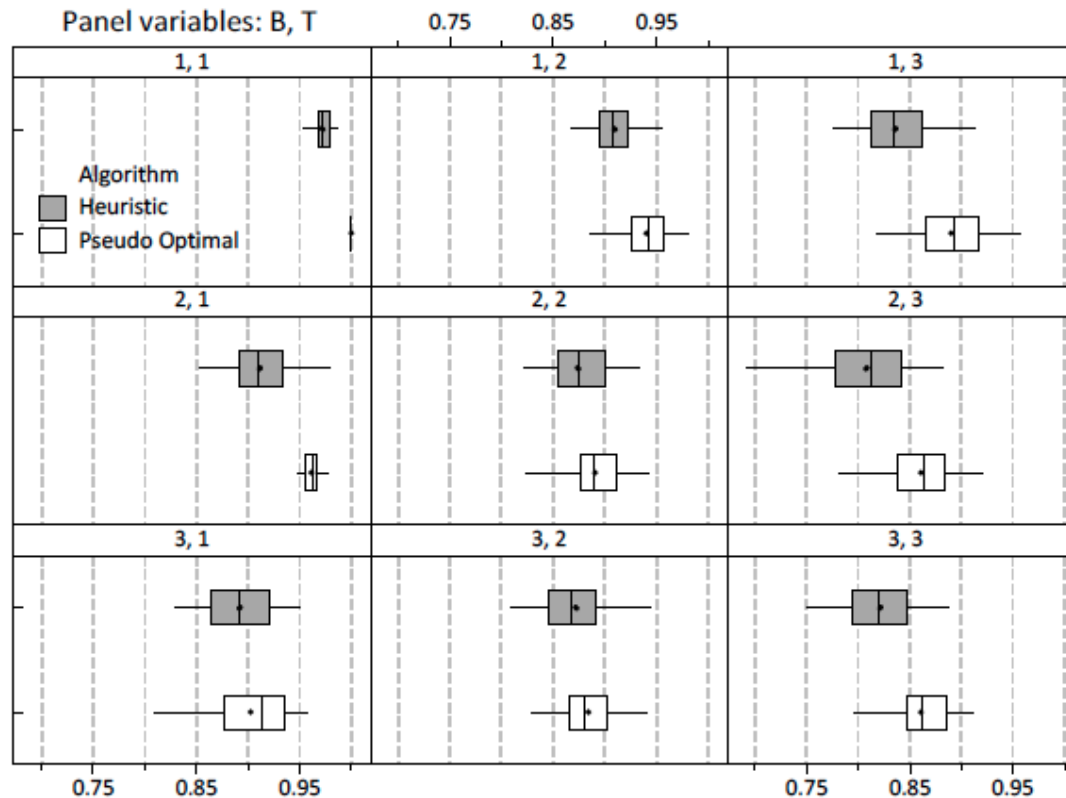 Panel variables: B, T
0.75 0.85 0.95
1, 1 1, 2 1, 3
Algorithm
Heuristic
Pseudo Optimal
2, 1 2, 2 2, 3
3, 1 3, 2 3, 3
0.75 0.85 0.95 0.75 0.85 0.95